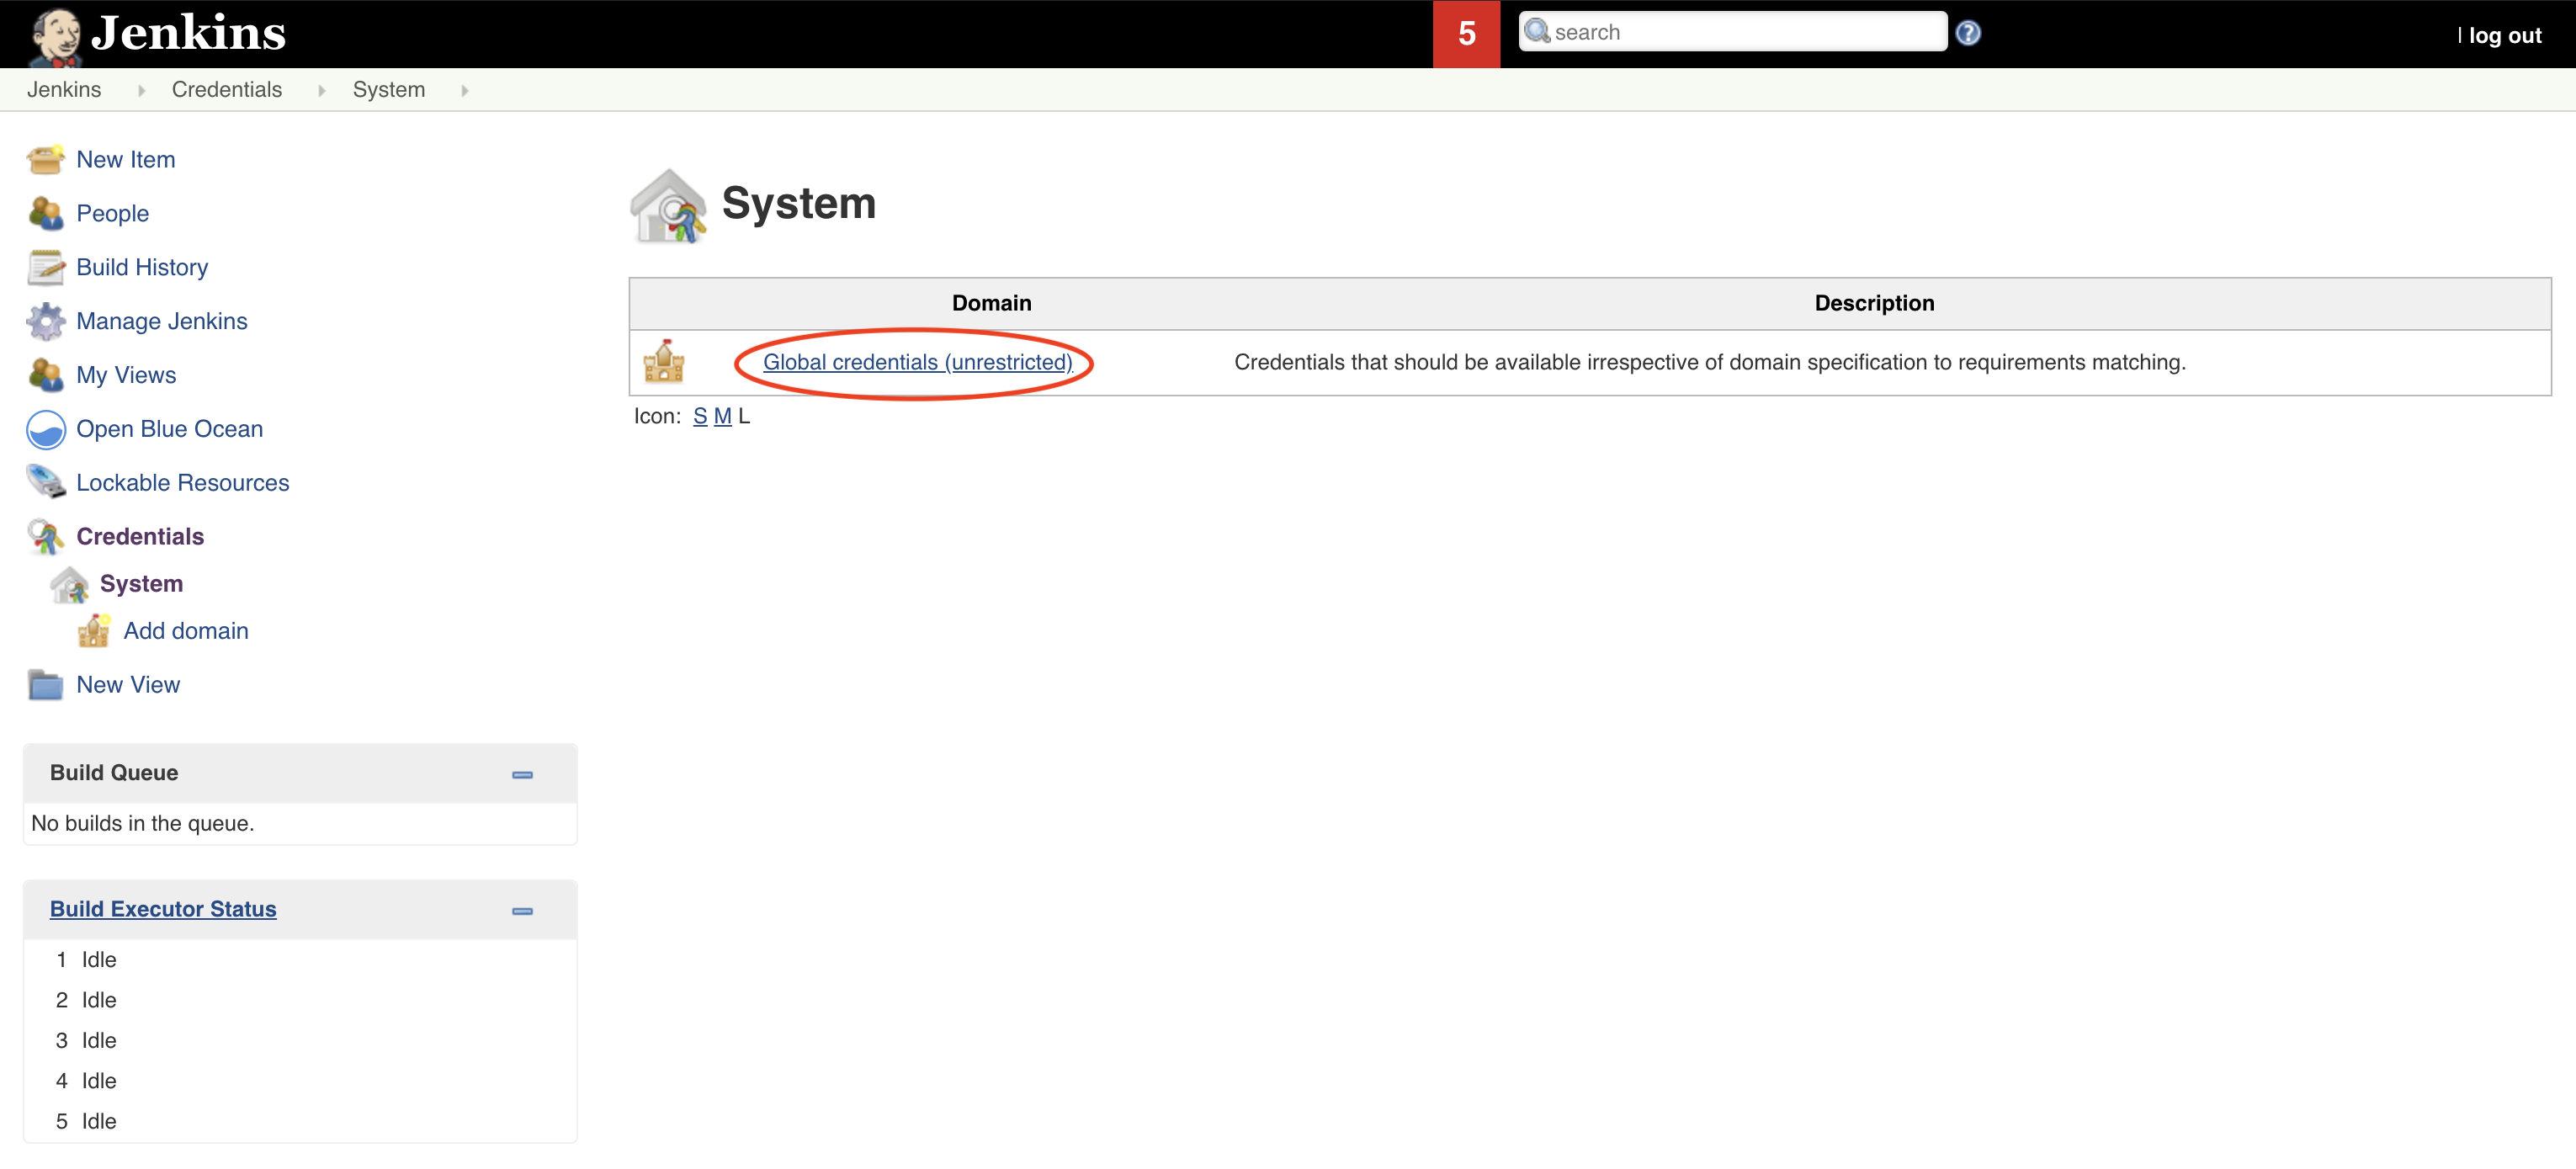 Jenkins
5
search
| log out
Jenkins
Credentials
System
New Item
People
Build History
Manage Jenkins
My Views
Open Blue Ocean
Lockable Resources
Credentials
System
Add domain
New View
Build Queue
No builds in the queue.
Build Executor Status
1 Idle
2 Idle
3 Idle
4 Idle
5 Idle
System
Domain Description
Global credentials (unrestricted) Credentials that should be available irrespective of domain specification to requirements matching.
Icon: S M L